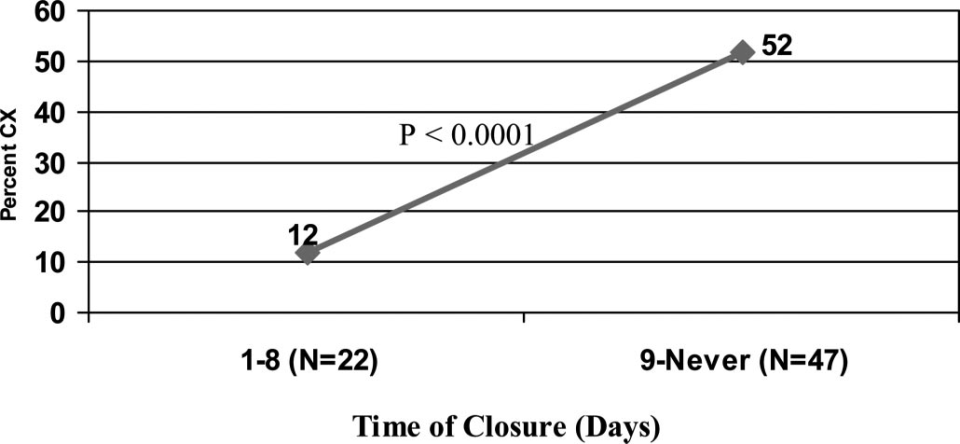 60
50
40
30
20
10
0
Percent CX
52
P < 0.0001
12
1-8 (N=22)
9-Never (N=47)
Time of Closure (Days)